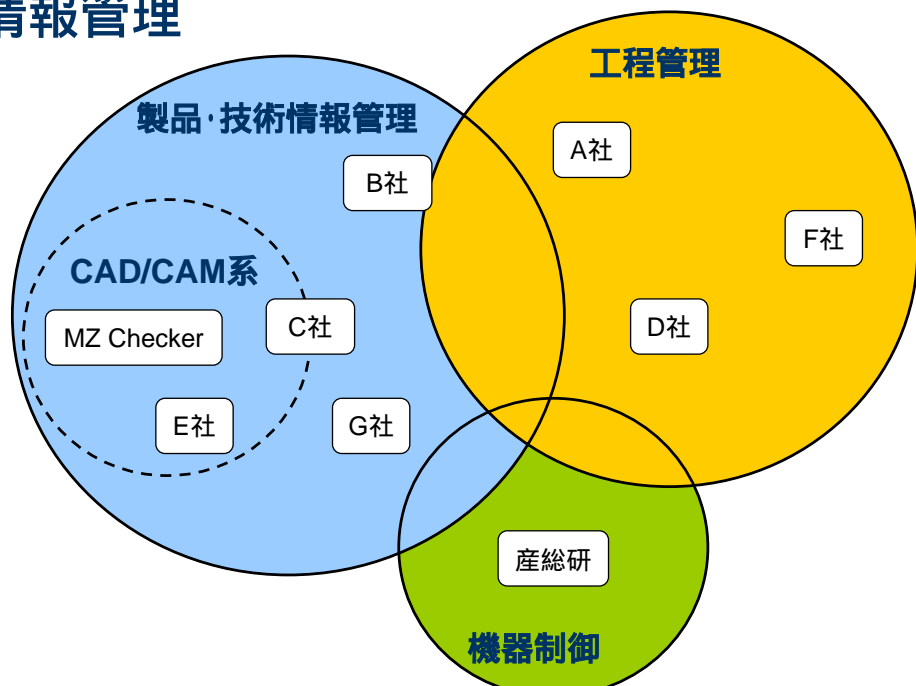 情報管理
工程管理
製品・技術情報管理
A社
B社
F社
CAD/CAM系
MZ Checker
C社
D社
E社
G社
産総研
機器制御